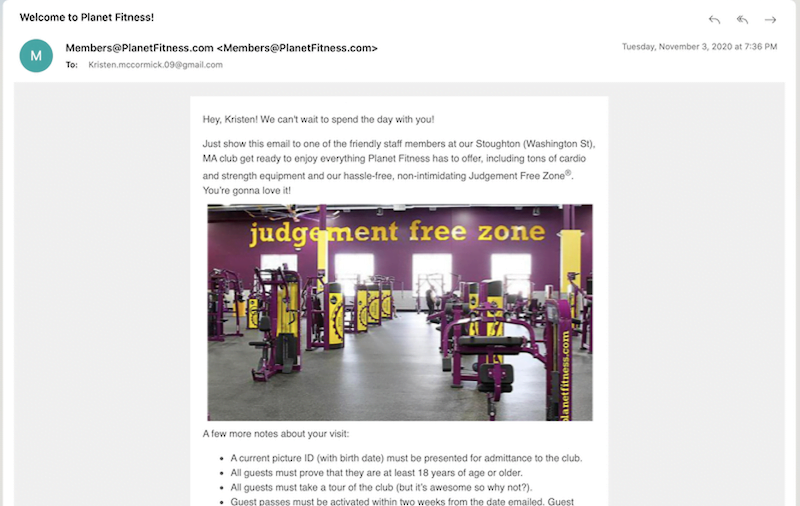 Welcome to Planet Fitness!
M
Members@PlanetFitness.com <Members@PlanetFitness.com>
Tuesday, November 3, 2020 at 7:36 PM
To: Kristen.mccormick.09@gmail.com
Hey, Kristen! We can't wait to spend the day with you!
Just show this email to one of the friendly staff members at our Stoughton (Washington St),
MA club get ready to enjoy everything Planet Fitness has to offer, including tons of cardio
and strength equipment and our hassle-free, non-intimidating Judgement Free Zone®.
You're gonna love it!
judgement free zone
planetfitness.com
A few more notes about your visit:
• A current picture ID (with birth date) must be presented for admittance to the club.
• All guests must prove that they are at least 18 years of age or older.
• All guests must take a tour of the club (but it's awesome so why not?).
• Guest passes must be activated within two weeks from the date emailed. Guest